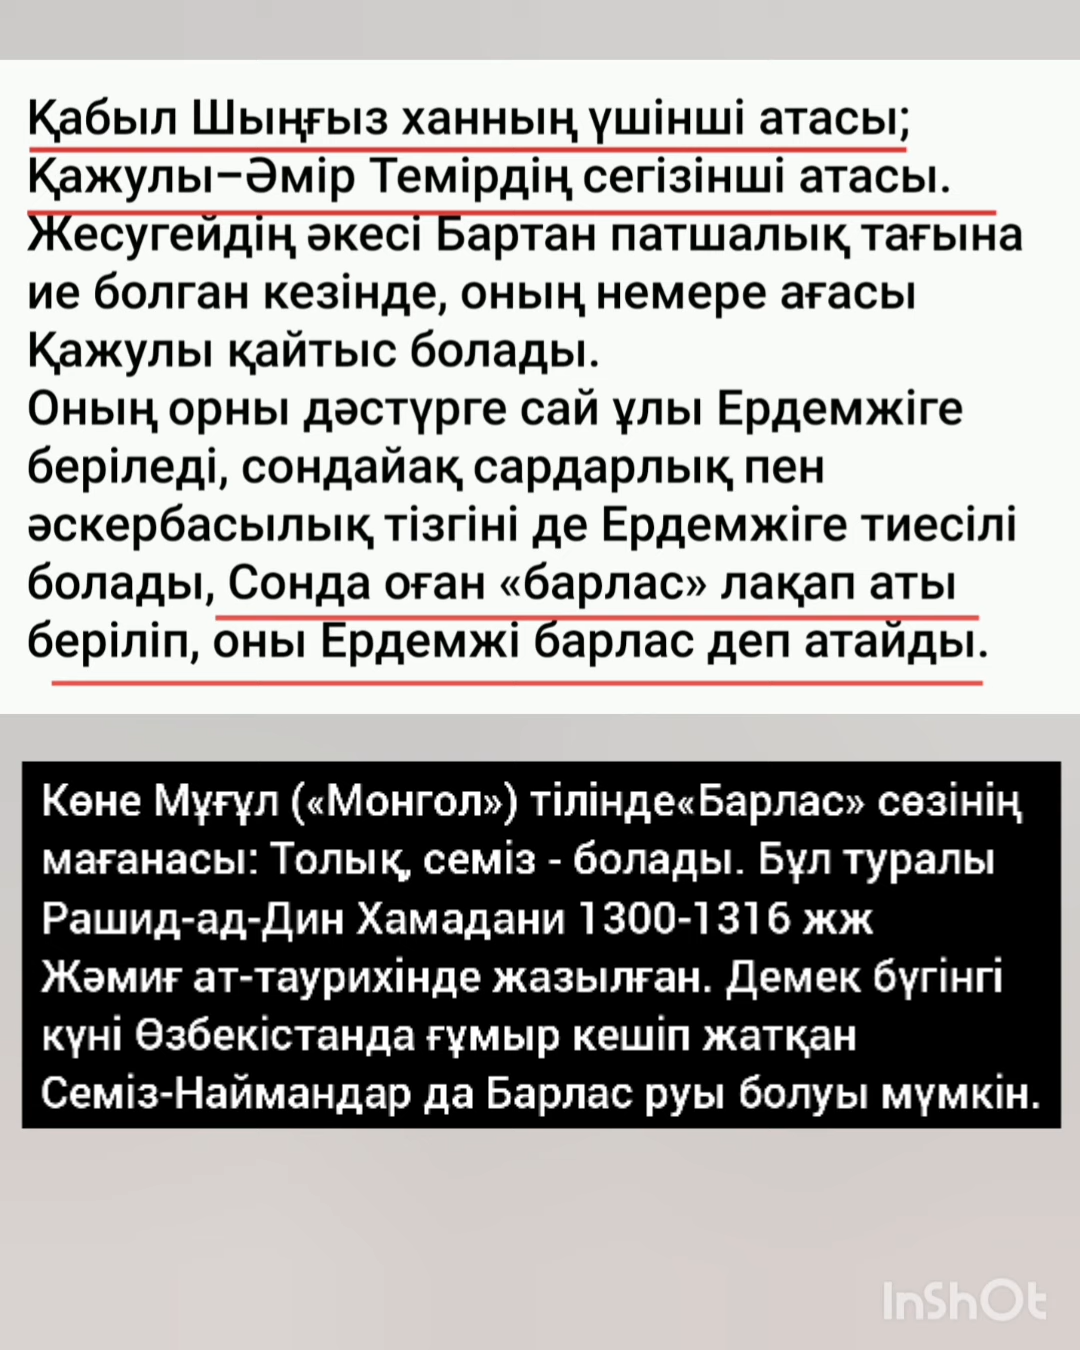 Қабыл Шыңғыз ханның үшінші атасы;
Қажулы–Әмір Темірдің сегізінші атасы.
Жесугейдің әкесі Бартан патшалық тағына
ие болган кезінде, оның немере ағасы
Қажулы қайтыс болады.
Оның орны дәстүрге сай ұлы Ердемжіге
беріледі, сондайақ сардарлық пен
әскербасылық тізгіні де Ердемжіге тиесілі
болады, Сонда оған «барлас» лақап аты
беріліп, оны Ердемжі барлас деп атайды.
Көне Мұғұл («Монгол») тілінде«Барлас» сөзінің
мағанасы: Толық, семіз - болады. Бұл туралы
Рашид-ад-Дин Хамадани 1300-1316 жж
Жәмиғ ат-таурихінде жазылған. Демек бүгінгі
күні Өзбекістанда ғұмыр кешіп жатқан
Семіз-Наймандар да Барлас руы болуы мүмкін.
InShOt